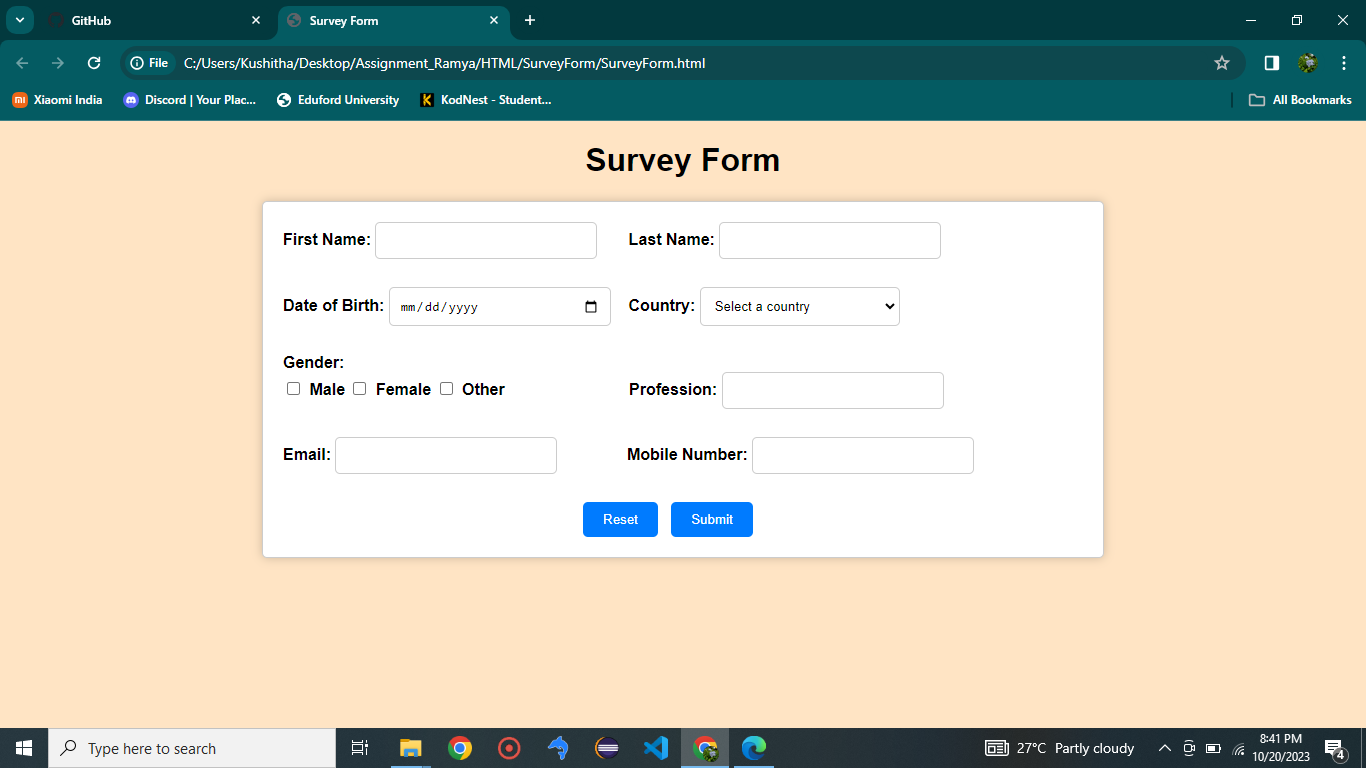 GitHub
Survey Form
File C:/Users/Kushitha/Desktop/Assignment_Ramya/HTML/SurveyForm/SurveyForm.html
Xiaomi India Discord | Your Plac... Eduford University KodNest - Student... All Bookmarks
Survey Form
First Name: Last Name:
Date of Birth: mm/dd/yyyy Country: Select a country
Gender:
Male Female Other Profession:
Email: Mobile Number:
Reset Submit
Type here to search 27°C Partly cloudy 8:41 PM
10/20/2023 4